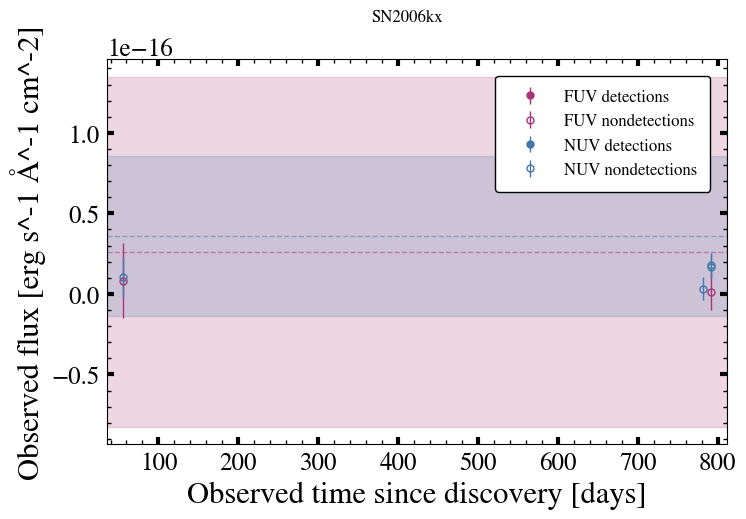 SN2006kx
1e−16
Observed flux [erg s^-1 Å^-1 cm^-2]
1.0
0.5
0.0
−0.5
FUV detections
FUV nondetections
NUV detections
NUV nondetections
100 200 300 400 500 600 700 800
Observed time since discovery [days]